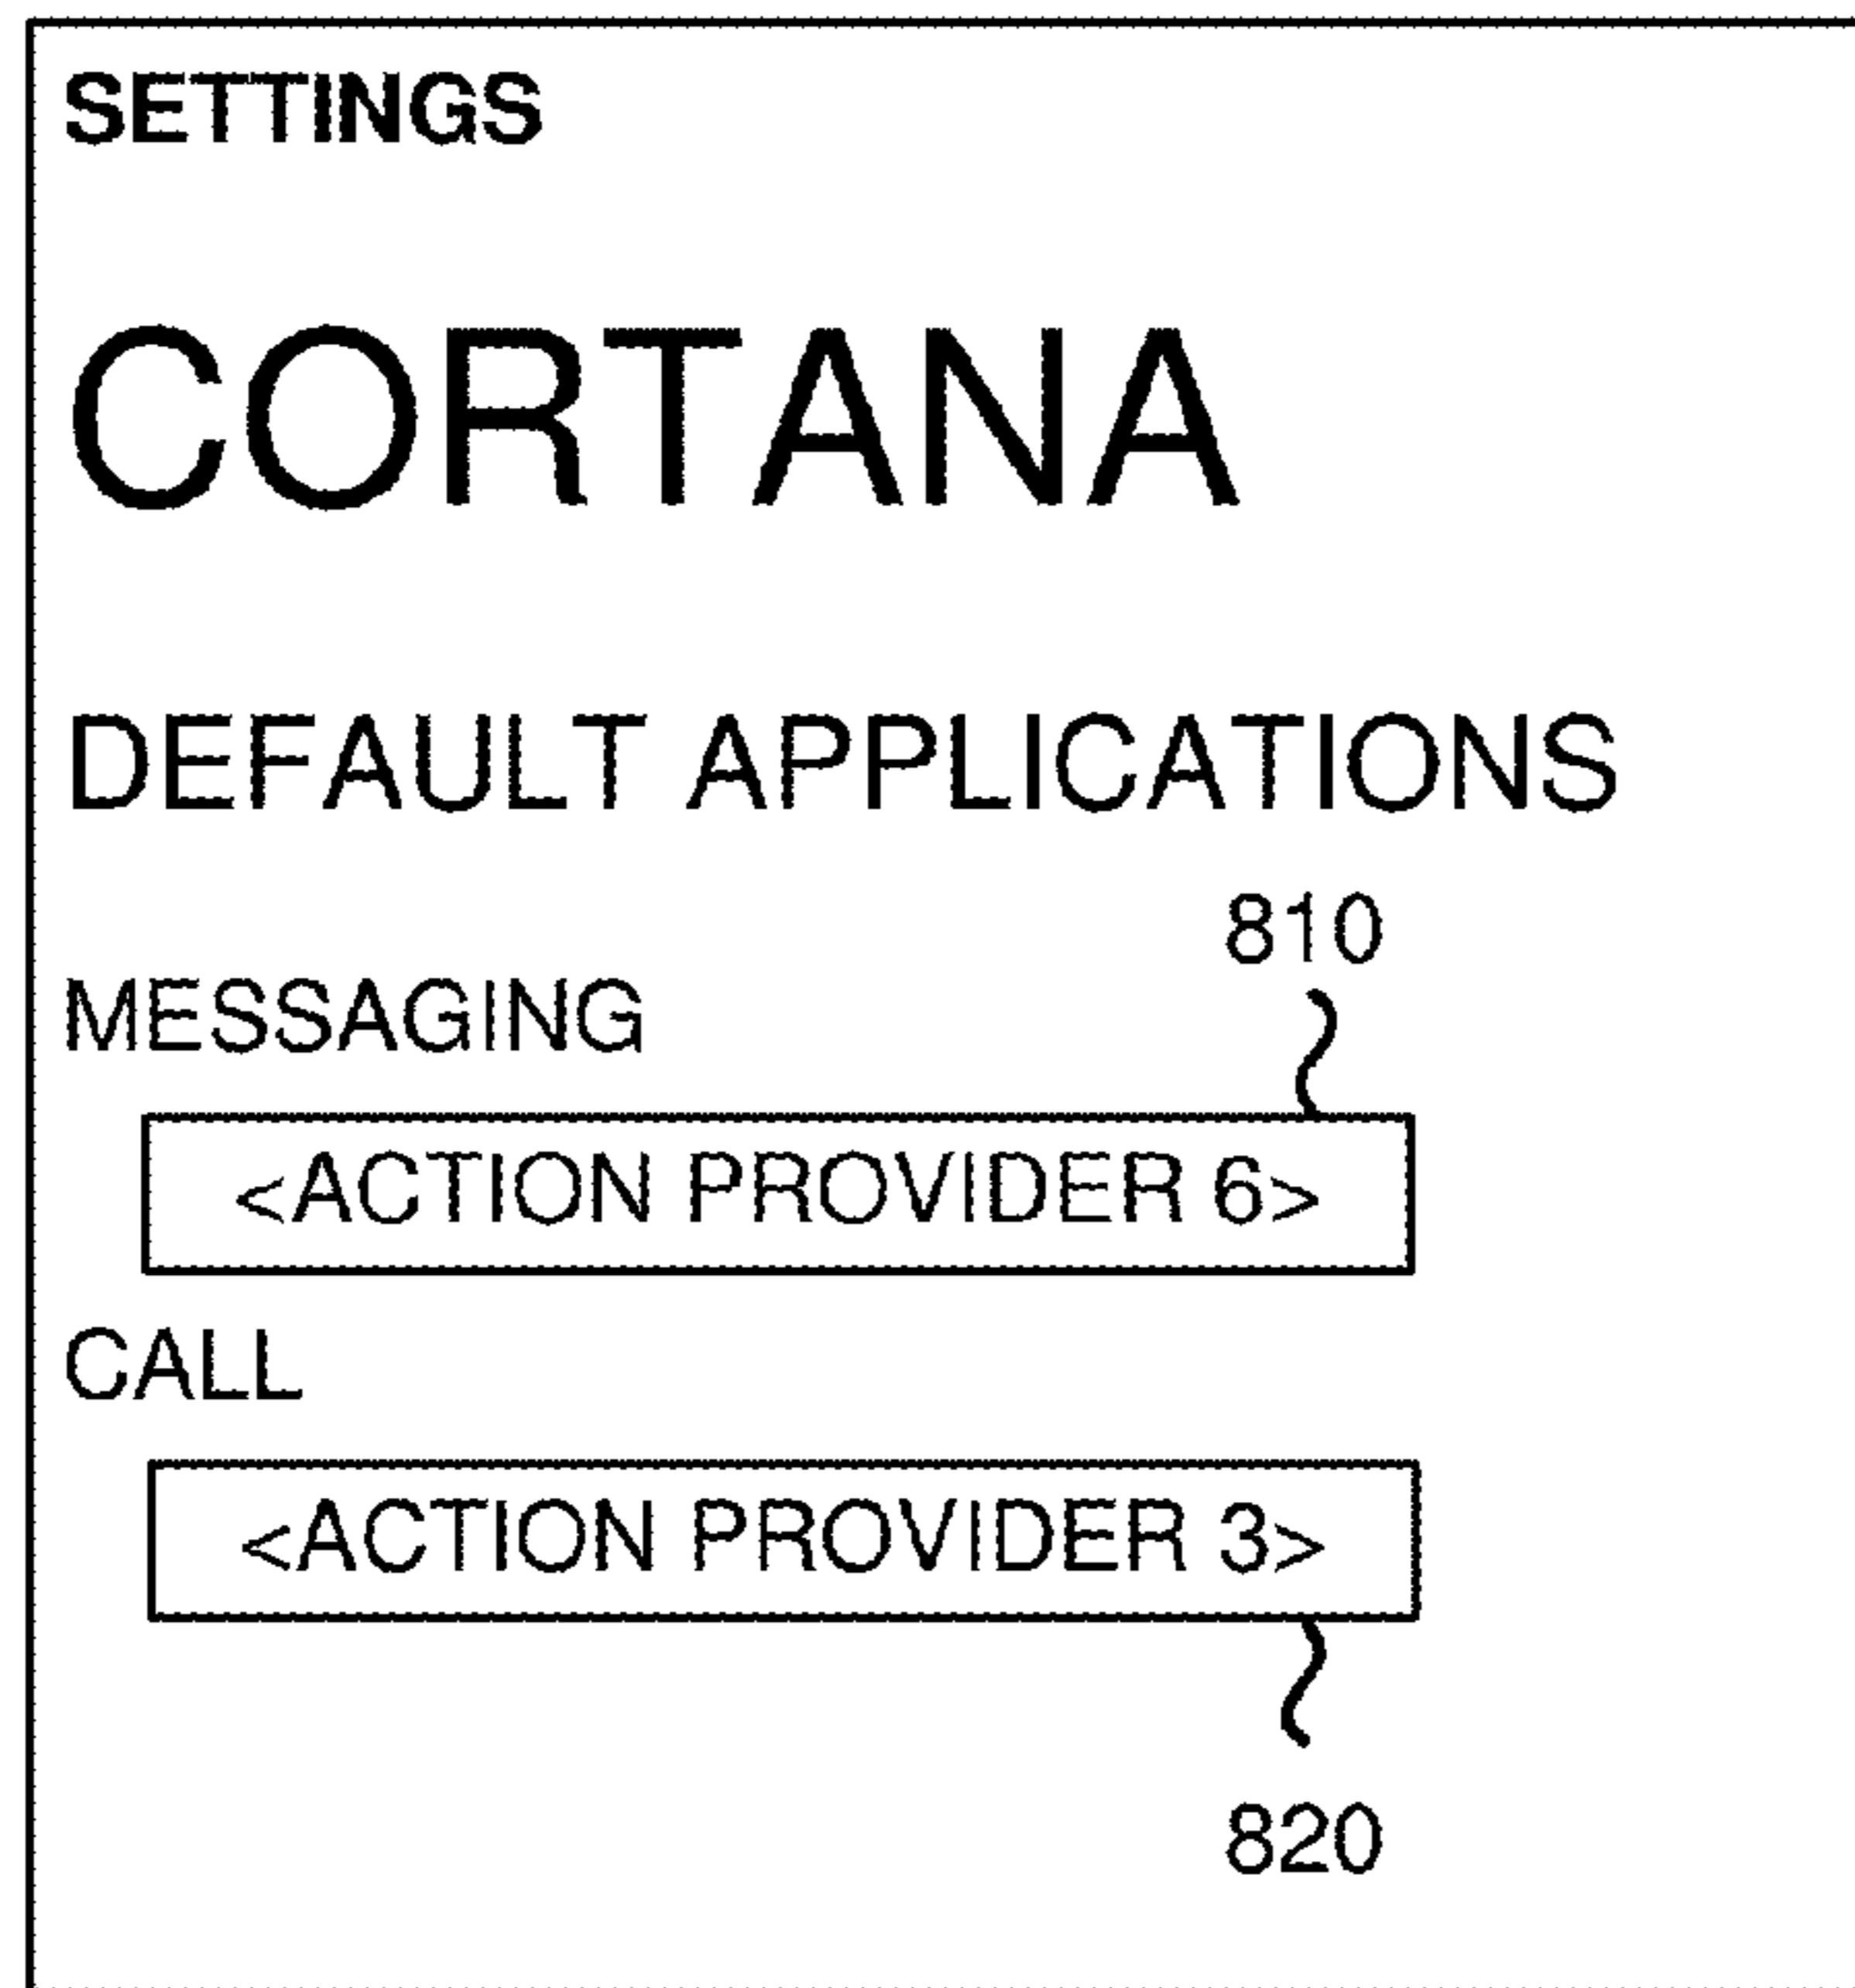 SETTINGS
CORTANA
DEFAULT APPLICATIONS
810
MESSAGING
<ACTION PROVIDER 6>
CALL
<ACTION PROVIDER 3>
820